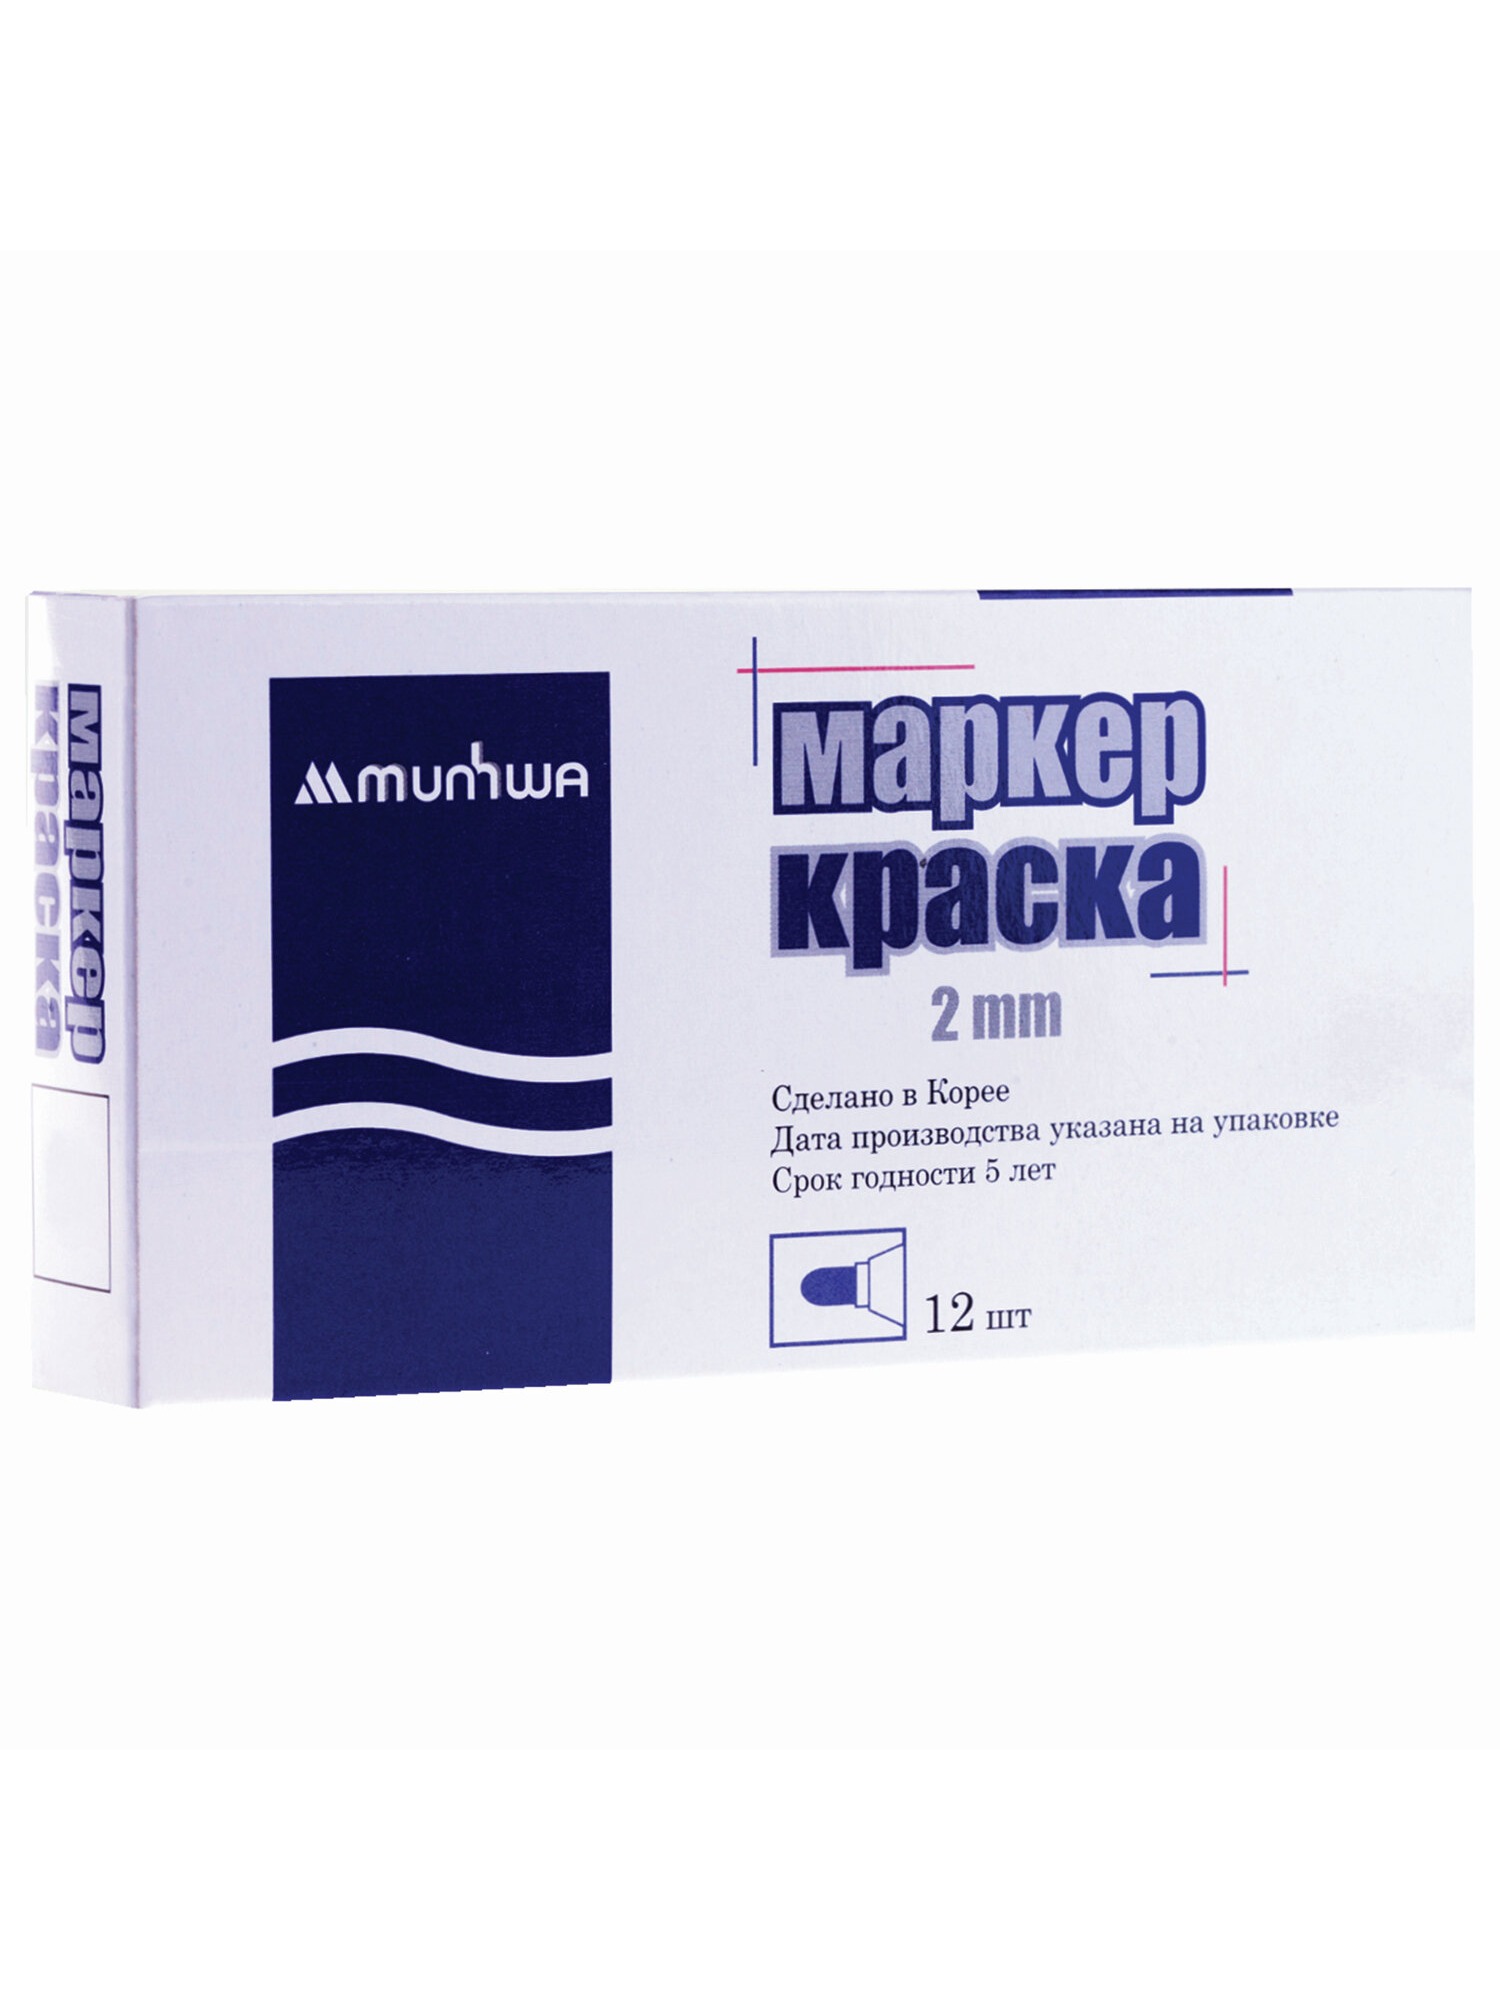 маркер
краска
munhwa
маркер
краска
2 mm
Сделано в Корее
Дата производства указана на упаковке
Срок годности 5 лет
12 шт